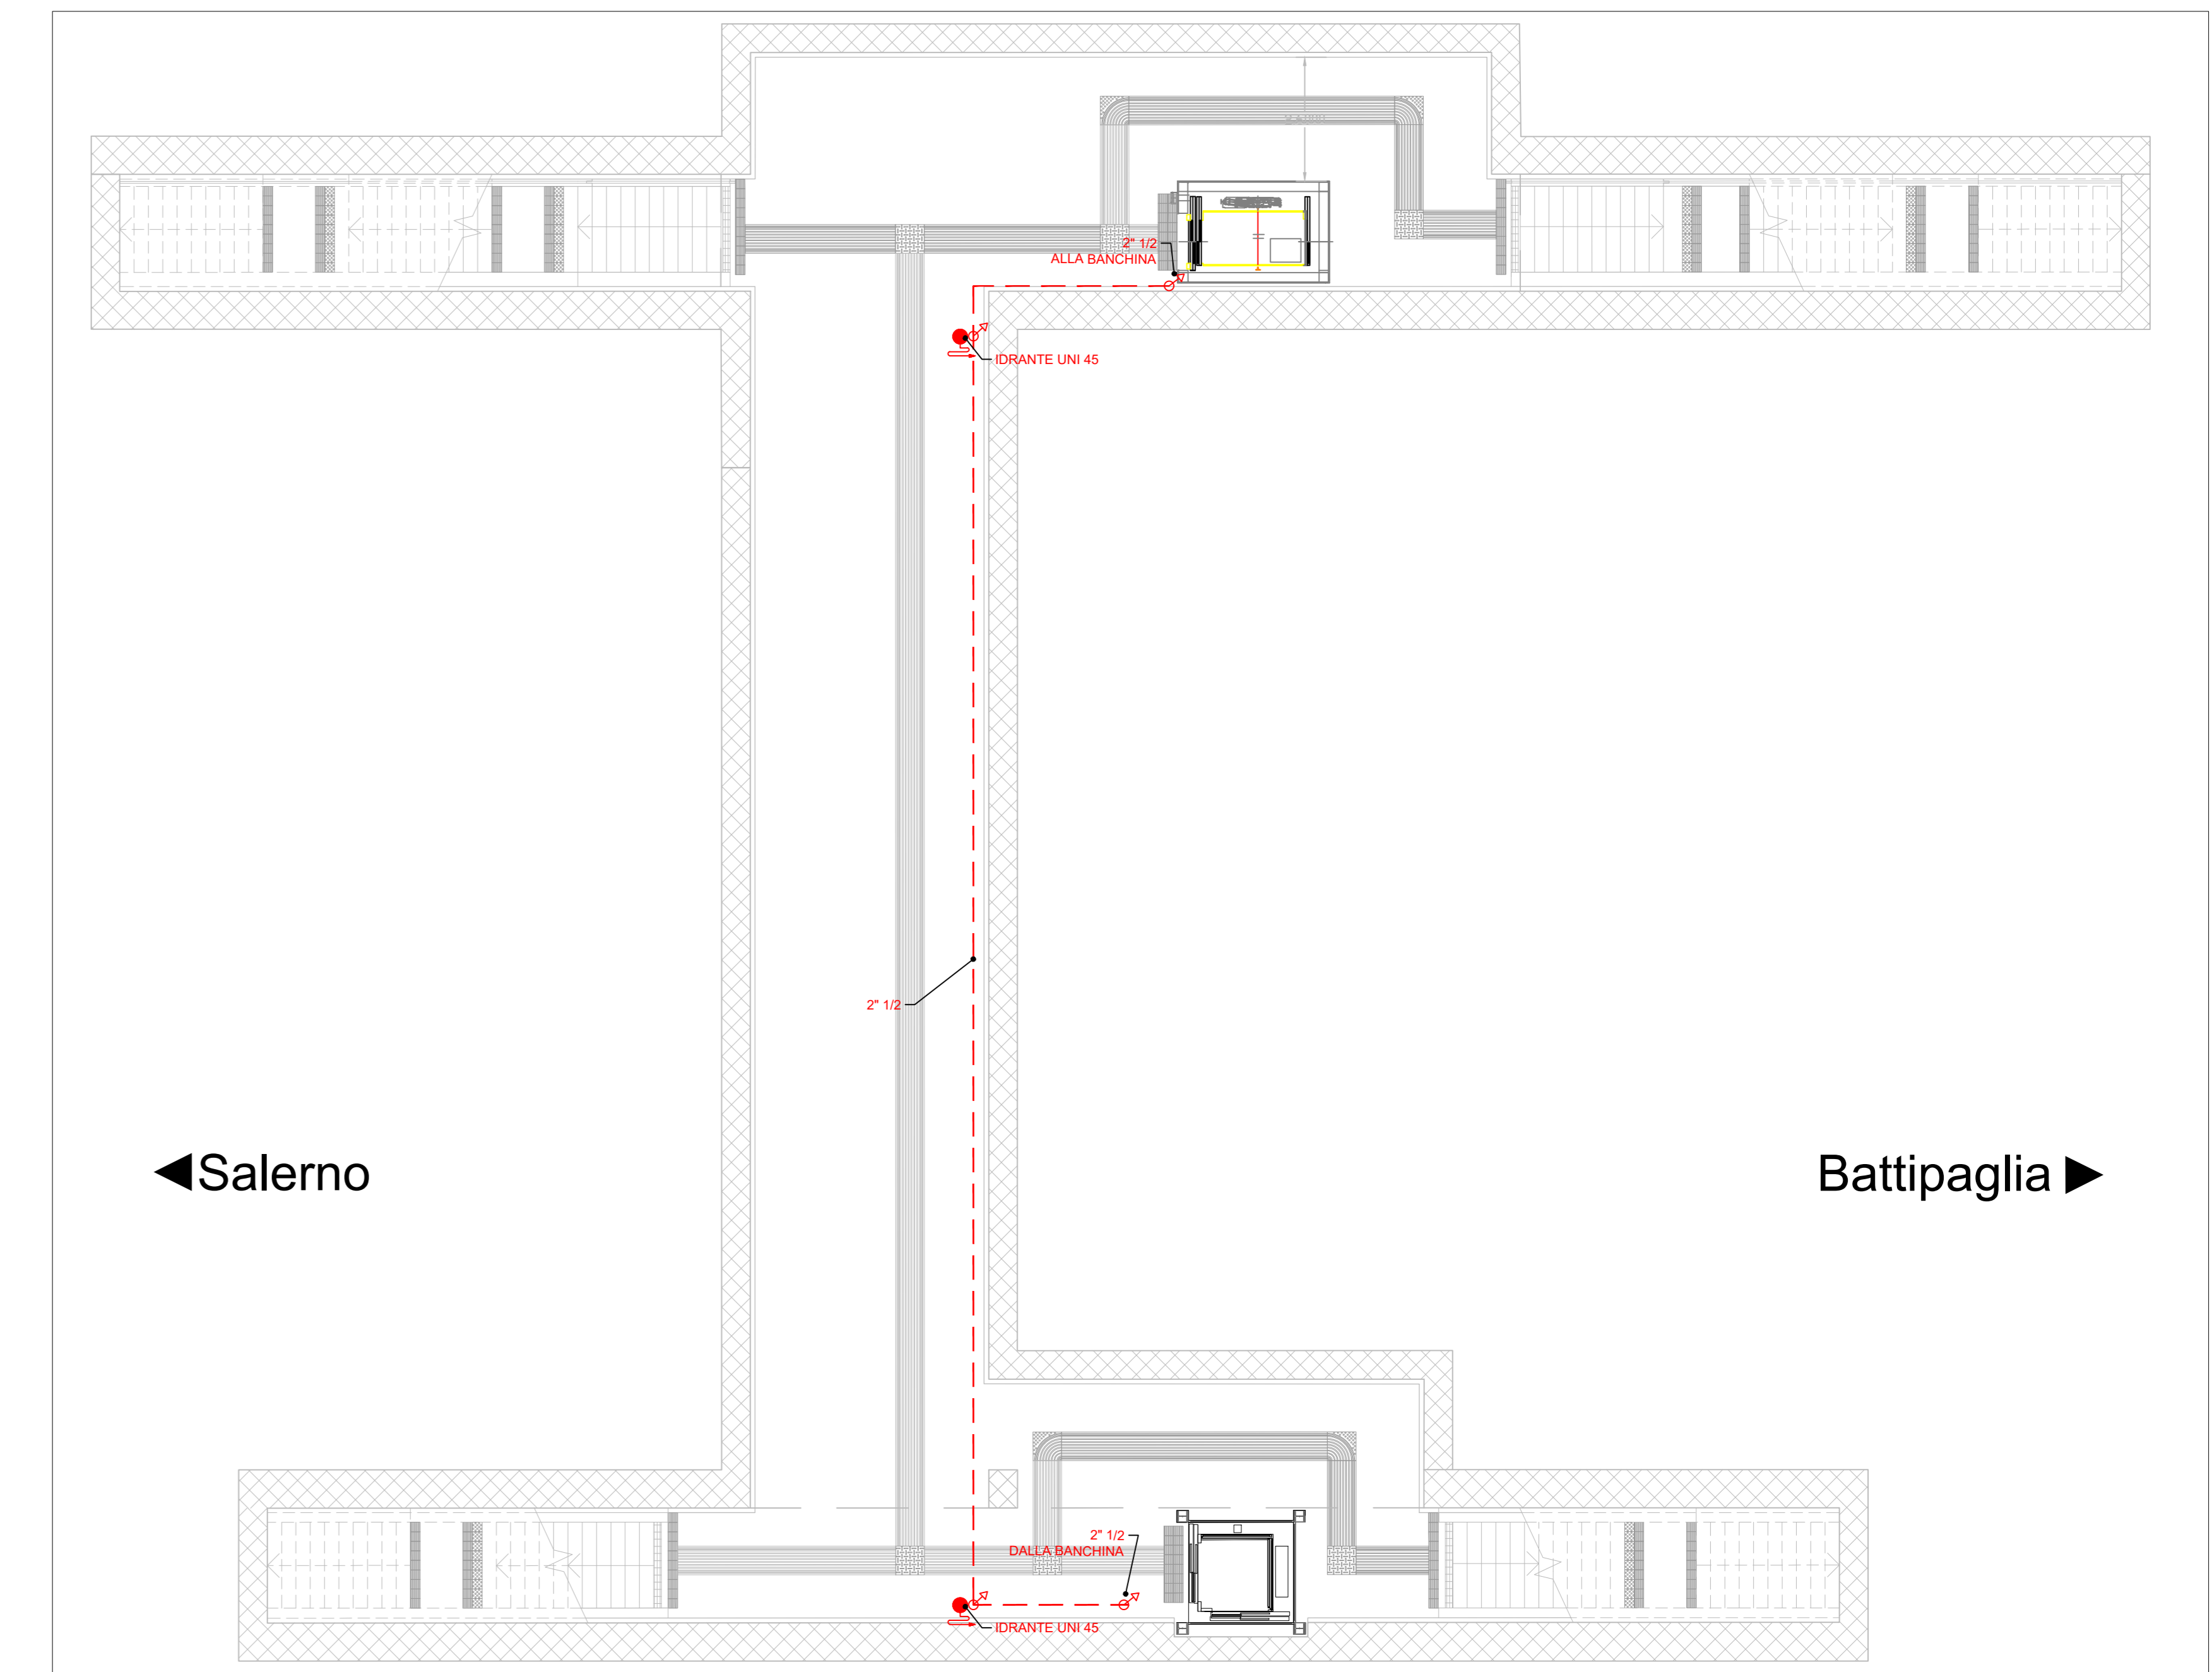 2" 1/2
ALLA BANCHINA
IDRANTE UNI 45
2" 1/2
Salerno
Battipaglia
2" 1/2
DALLA BANCHINA
IDRANTE UNI 45